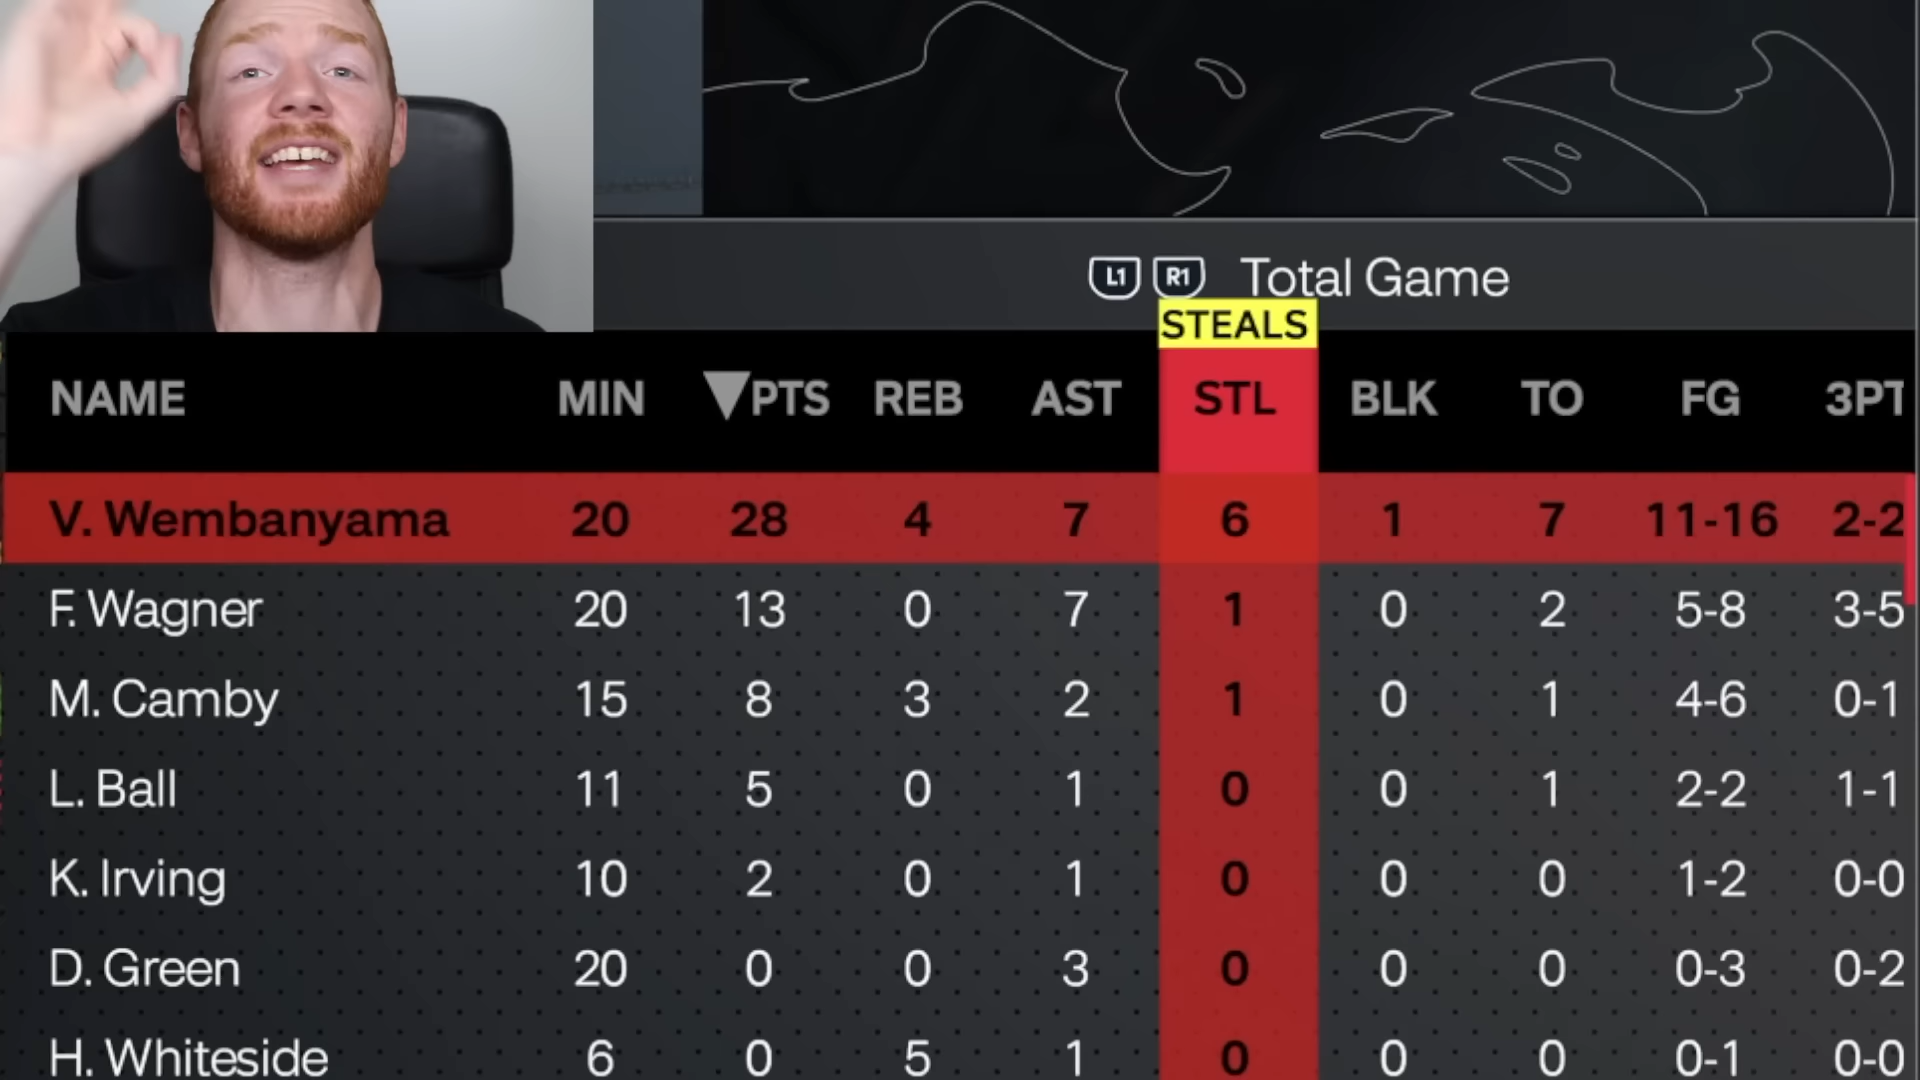 L1 R1 Total Game
STEALS
NAME MIN ▼PTS REB AST STL BLK TO FG 3PT
V. Wembanyama 20 28 4 7 6 1 7 11-16 2-2
F. Wagner 20 13 0 7 1 0 2 5-8 3-5
M. Camby 15 8 3 2 1 0 1 4-6 0-1
L. Ball 11 5 0 1 0 0 1 2-2 1-1
K. Irving 10 2 0 1 0 0 0 1-2 0-0
D. Green 20 0 0 3 0 0 0 0-3 0-2
H. Whiteside 6 0 5 1 0 0 0 0-1 0-0